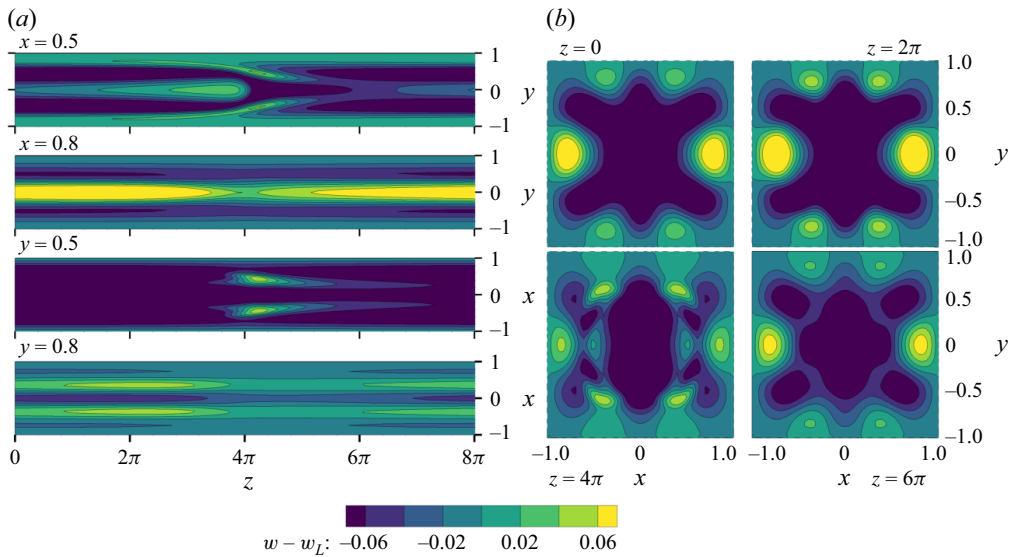 (a)
x = 0.5
1
0
−1
x = 0.8
1
0
−1
y = 0.5
1
0
−1
y = 0.8
1
0
−1
y
y
x
x
0 2π 4π 6π 8π
z
(b)
z = 0 z = 2π
y
1.0
0.5
0 y
−0.5
−1.0
1.0
0.5
0 y
−0.5
−1.0
−1.0 0 1.0 −1.0 0 1.0
z = 4π x x z = 6π
w − w_L: −0.06 −0.02 0.02 0.06